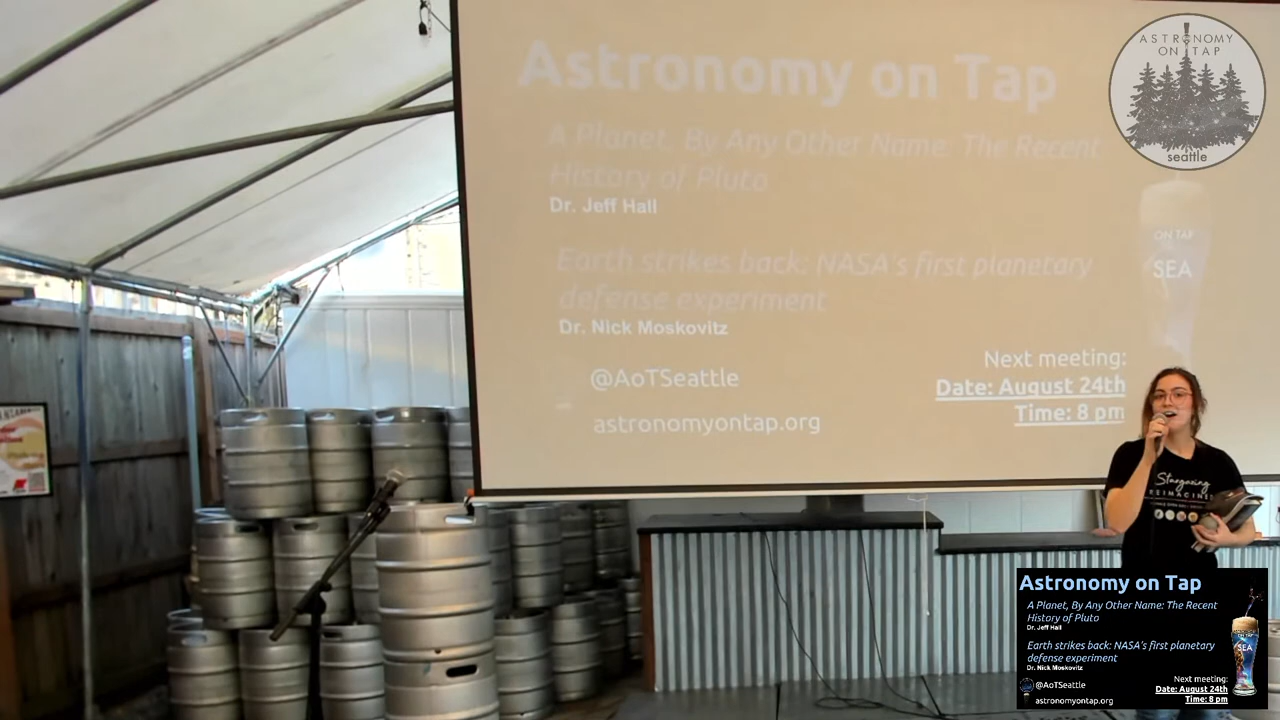 Astronomy on Tap
A Planet, By Any Other Name: The Recent
History of Pluto
Dr. Jeff Hall
Earth strikes back: NASA's first planetary
defense experiment
Dr. Nick Moskovitz
@AoTSeattle
astronomyontap.org
Next meeting:
Date: August 24th
Time: 8 pm
ON TAP
SEA
ASTRONOMY
ON TAP
seattle
Stargazing
REIMAGINED
Astronomy on Tap
A Planet, By Any Other Name: The Recent
History of Pluto
Dr. Jeff Hall
Earth strikes back: NASA's first planetary
defense experiment
Dr. Nick Moskovitz
@AoTSeattle
astronomyontap.org
Next meeting:
Date: August 24th
Time: 8 pm
ON TAP
SEA